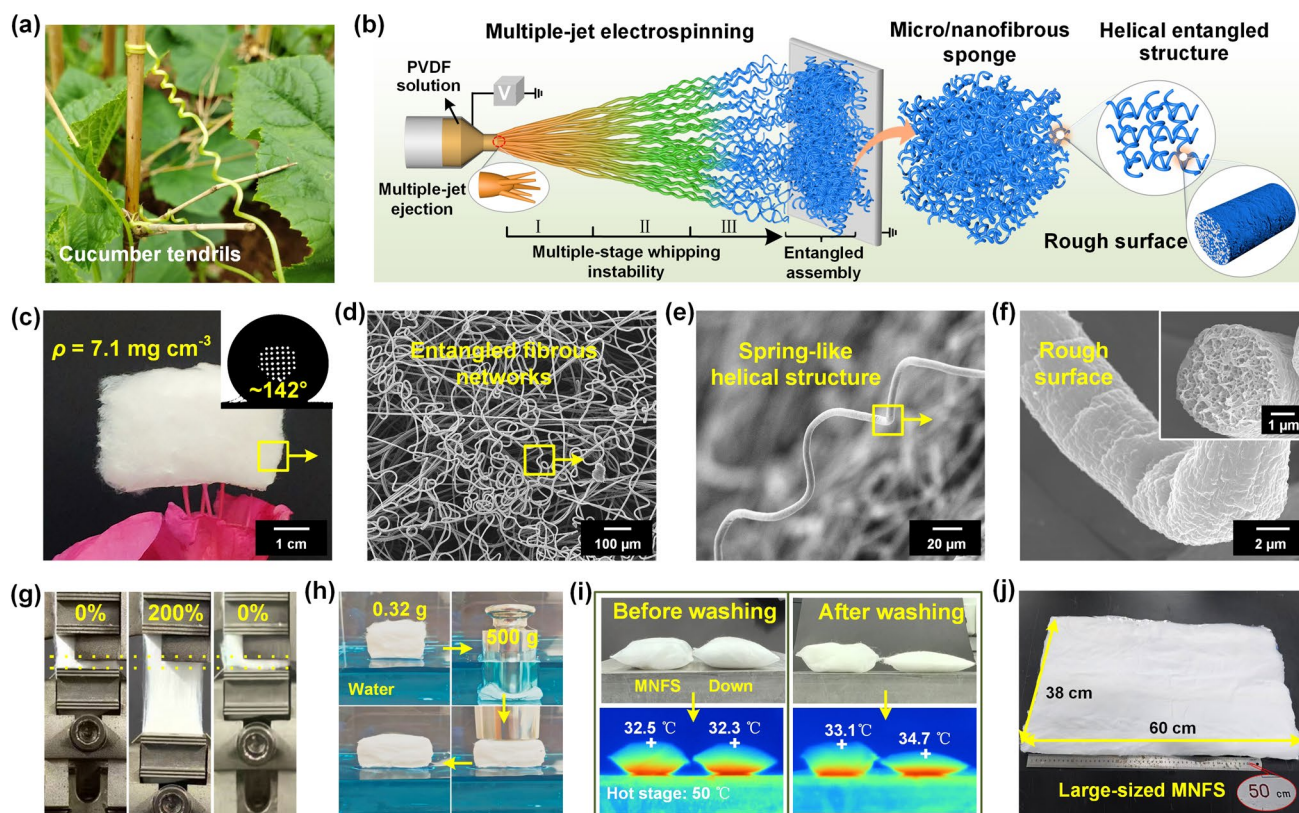 (a)
Cucumber tendrils
(b)
Multiple-jet electrospinning
PVDF
solution
V
Multiple-jet
ejection
I II III
Multiple-stage whipping
instability
Entangled
assembly
Micro/nanofibrous
sponge
Helical entangled
structure
Rough surface
(c)
ρ = 7.1 mg cm⁻³
~142°
1 cm
(d)
Entangled fibrous
networks
100 μm
(e)
Spring-like
helical structure
20 μm
(f)
Rough
surface
1 μm
2 μm
(g)
0% 200% 0%
(h)
0.32 g
500 g
Water
(i)
Before washing
MNFS Down
32.5 ℃ 32.3 ℃
Hot stage: 50 ℃
After washing
33.1 ℃
34.7 ℃
(j)
38 cm
60 cm
Large-sized MNFS
50 cm